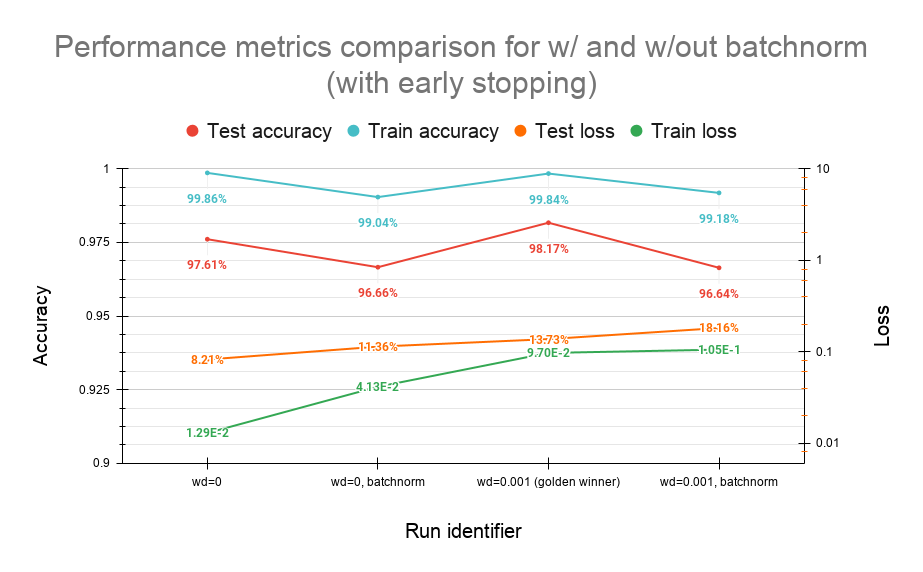 Performance metrics comparison for w/ and w/out batchnorm
(with early stopping)
Test accuracy Train accuracy Test loss Train loss
1
0.975
0.95
0.925
0.9
Accuracy
10
1
0.1
0.01
Loss
99.86%
99.04%
99.84%
99.18%
97.61%
96.66%
98.17%
96.64%
8.21%
11.36%
13.73%
18.16%
1.29E-2
4.13E-2
9.70E-2
1.05E-1
wd=0
wd=0, batchnorm
wd=0.001 (golden winner)
wd=0.001, batchnorm
Run identifier